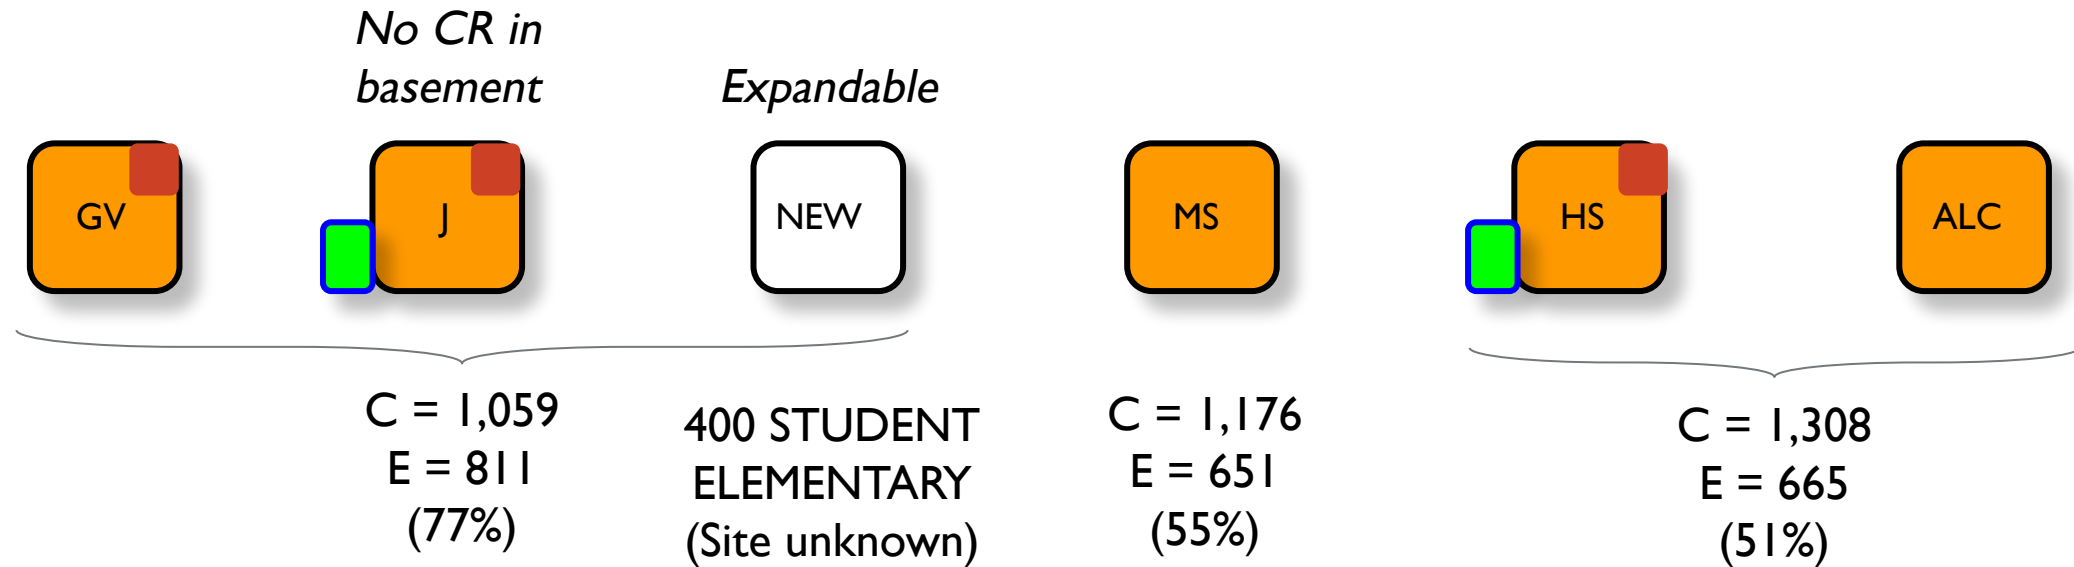 No CR in
basement
Expandable
GV
J
NEW
MS
HS
ALC
C = 1,059
E = 811
(77%)
400 STUDENT
ELEMENTARY
(Site unknown)
C = 1,176
E = 651
(55%)
C = 1,308
E = 665
(51%)